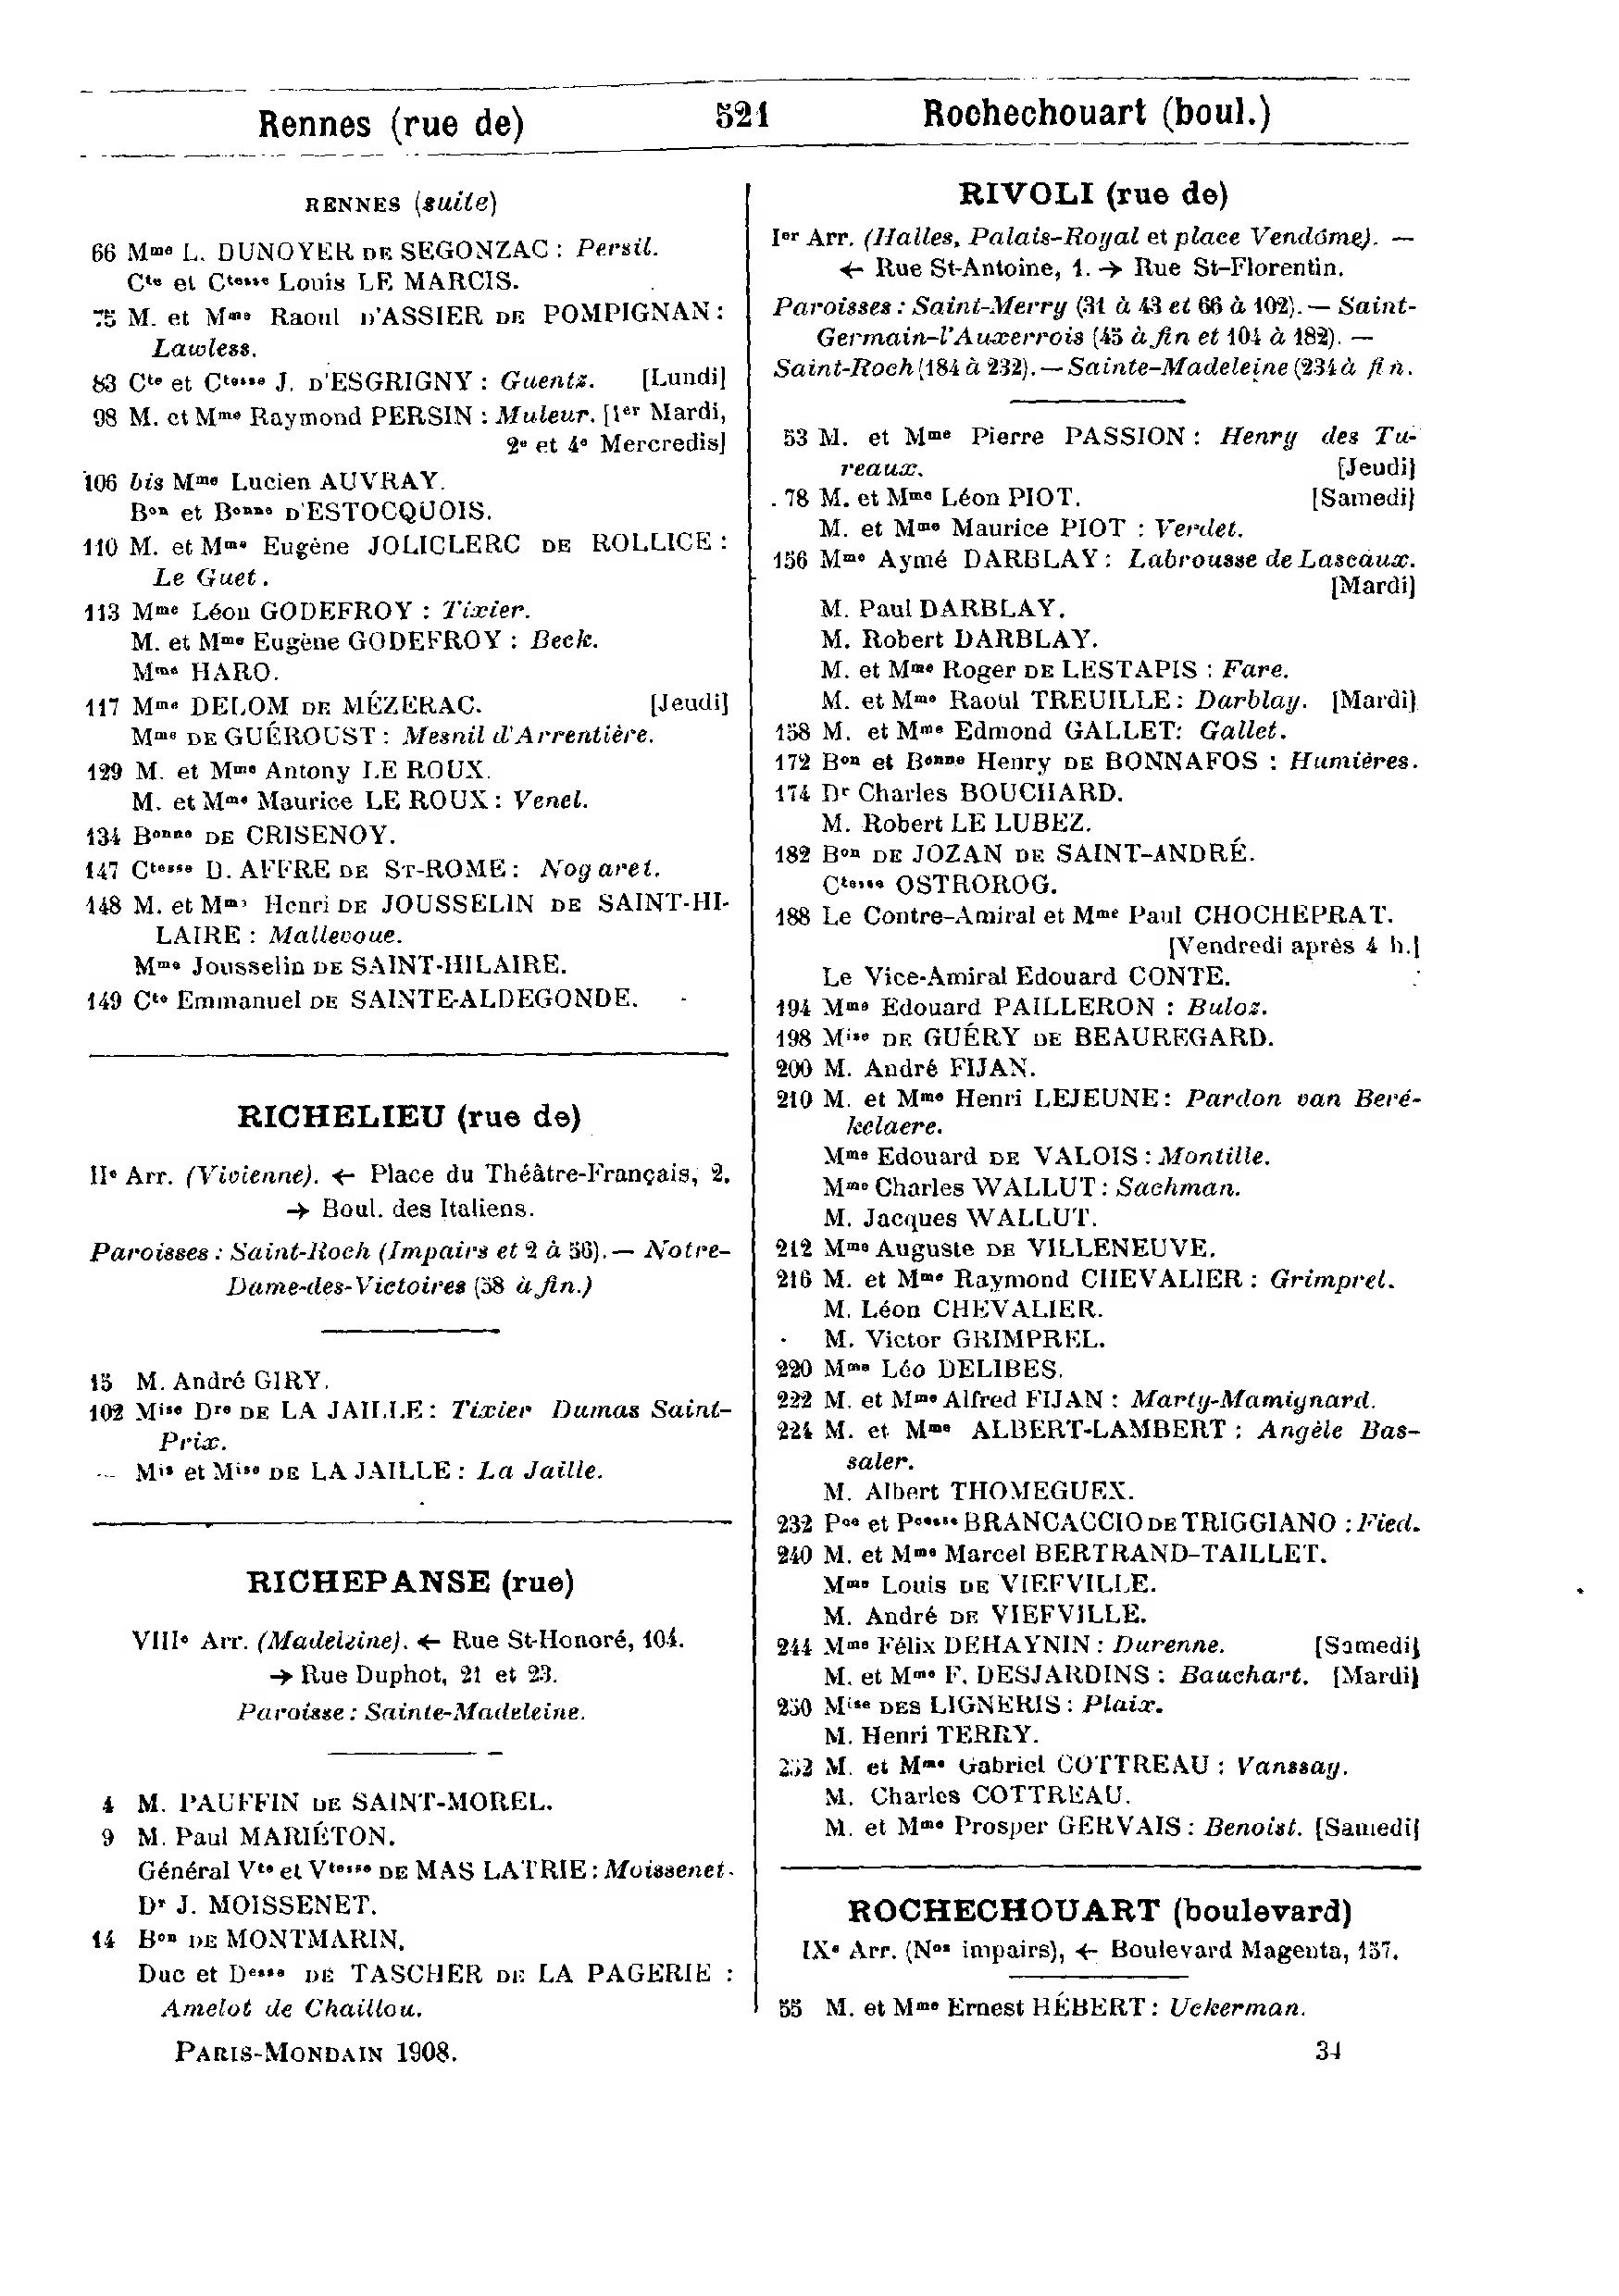 Rennes (rue de) 521 Rochechouart (boul.)
RENNES (suite)
66 Mme L. DUNOYER DE SEGONZAC : Persil.
Cte et Ctesse Louis LE MARCIS.
75 M. et Mme Raoul D'ASSIER DE POMPIGNAN :
Lawless.
83 Cte et Ctesse J. D'ESGRIGNY : Guentz. [Lundi]
98 M. et Mme Raymond PERSIN : Muleur. [1er Mardi,
2e et 4e Mercredis]
106 bis Mme Lucien AUVRAY.
Bon et Bonne D'ESTOCQUOIS.
110 M. et Mme Eugène JOLICLERC DE ROLLICE :
Le Guet.
113 Mme Léon GODEFROY : Tixier.
M. et Mme Eugène GODEFROY : Beck.
Mme HARO.
117 Mme DELOM DE MÉZERAC. [Jeudi]
Mme DE GUÉROUST : Mesnil d'Arrentière.
129 M. et Mme Antony LE ROUX.
M. et Mme Maurice LE ROUX : Venel.
134 Bonne DE CRISENOY.
147 Ctesse D. AFFRE DE ST-ROME : Nogaret.
148 M. et Mme Henri DE JOUSSELIN DE SAINT-HI-
LAIRE : Mallevoue.
Mme Jousselin DE SAINT-HILAIRE.
149 Cte Emmanuel DE SAINTE-ALDEGONDE.
RICHELIEU (rue de)
IIe Arr. (Vivienne). ← Place du Théâtre-Français, 2.
→ Boul. des Italiens.
Paroisses : Saint-Roch (Impairs et 2 à 56). — Notre-
Dame-des-Victoires (58 à fin.)
15 M. André GIRY.
102 Mise Dre DE LA JAILLE : Tixier Dumas Saint-
Prix.
— Mis et Mise DE LA JAILLE : La Jaille.
RICHEPANSE (rue)
VIIIe Arr. (Madeleine). ← Rue St-Honoré, 404.
→ Rue Duphot, 21 et 23.
Paroisse : Sainte-Madeleine.
4 M. PAUFFIN DE SAINT-MOREL.
9 M. Paul MARIÉTON.
Général Vte et Vtesse DE MAS LATRIE : Moissenet.
Dr J. MOISSENET.
14 Bon DE MONTMARIN.
Duc et Desse DE TASCHER DE LA PAGERIE :
Amelot de Chaillou.
PARIS-MONDAIN 1908.
RIVOLI (rue de)
Ier Arr. (Halles, Palais-Royal et place Vendôme). —
← Rue St-Antoine, 1. → Rue St-Florentin.
Paroisses : Saint-Merry (31 à 43 et 66 à 102). — Saint-
Germain-l'Auxerrois (45 à fin et 104 à 182). —
Saint-Roch (184 à 232). — Sainte-Madeleine (234 à fin.
53 M. et Mme Pierre PASSION : Henry des Tu-
reaux. [Jeudi]
78 M. et Mme Léon PIOT. [Samedi]
M. et Mme Maurice PIOT : Verdet.
156 Mme Aymé DARBLAY : Labrousse de Lascaux.
[Mardi]
M. Paul DARBLAY.
M. Robert DARBLAY.
M. et Mme Roger DE LESTAPIS : Fare.
M. et Mme Raoul TREUILLE : Darblay. [Mardi]
158 M. et Mme Edmond GALLET : Gallet.
172 Bon et Bonne Henry DE BONNAFOS : Humières.
174 Dr Charles BOUCHARD.
M. Robert LE LUBEZ.
182 Bon DE JOZAN DE SAINT-ANDRÉ.
Ctesse OSTROROG.
188 Le Contre-Amiral et Mme Paul CHOCHEPRAT.
[Vendredi après 4 h.]
Le Vice-Amiral Edouard CONTE.
194 Mme Edouard PAILLERON : Buloz.
198 Mise DE GUÉRY DE BEAUREGARD.
200 M. André FIJAN.
210 M. et Mme Henri LEJEUNE : Pardon van Beré-
kelaere.
Mme Edouard DE VALOIS : Montille.
Mme Charles WALLUT : Sachman.
M. Jacques WALLUT.
212 Mme Auguste DE VILLENEUVE.
216 M. et Mme Raymond CHEVALIER : Grimprel.
M. Léon CHEVALIER.
M. Victor GRIMPREL.
220 Mme Léo DELIBES.
222 M. et Mme Alfred FIJAN : Marty-Mamignard.
224 M. et Mme ALBERT-LAMBERT : Angèle Bas-
saler.
M. Albert THOMEGUEX.
232 Pce et Pcesse BRANCACCIO DE TRIGGIANO : Fied.
240 M. et Mme Marcel BERTRAND-TAILLET.
Mme Louis DE VIEFVILLE.
M. André DE VIEFVILLE.
244 Mme Félix DEHAYNIN : Durenne. [Samedi]
M. et Mme F. DESJARDINS : Bauchart. [Mardi]
250 Mise DES LIGNERIS : Plaix.
M. Henri TERRY.
252 M. et Mme Gabriel COTTREAU : Vanssay.
M. Charles COTTREAU.
M. et Mme Prosper GERVAIS : Benoist. [Samedi]
ROCHECHOUART (boulevard)
IXe Arr. (Nos impairs), ← Boulevard Magenta, 157.
55 M. et Mme Ernest HÉBERT : Uckerman.
34